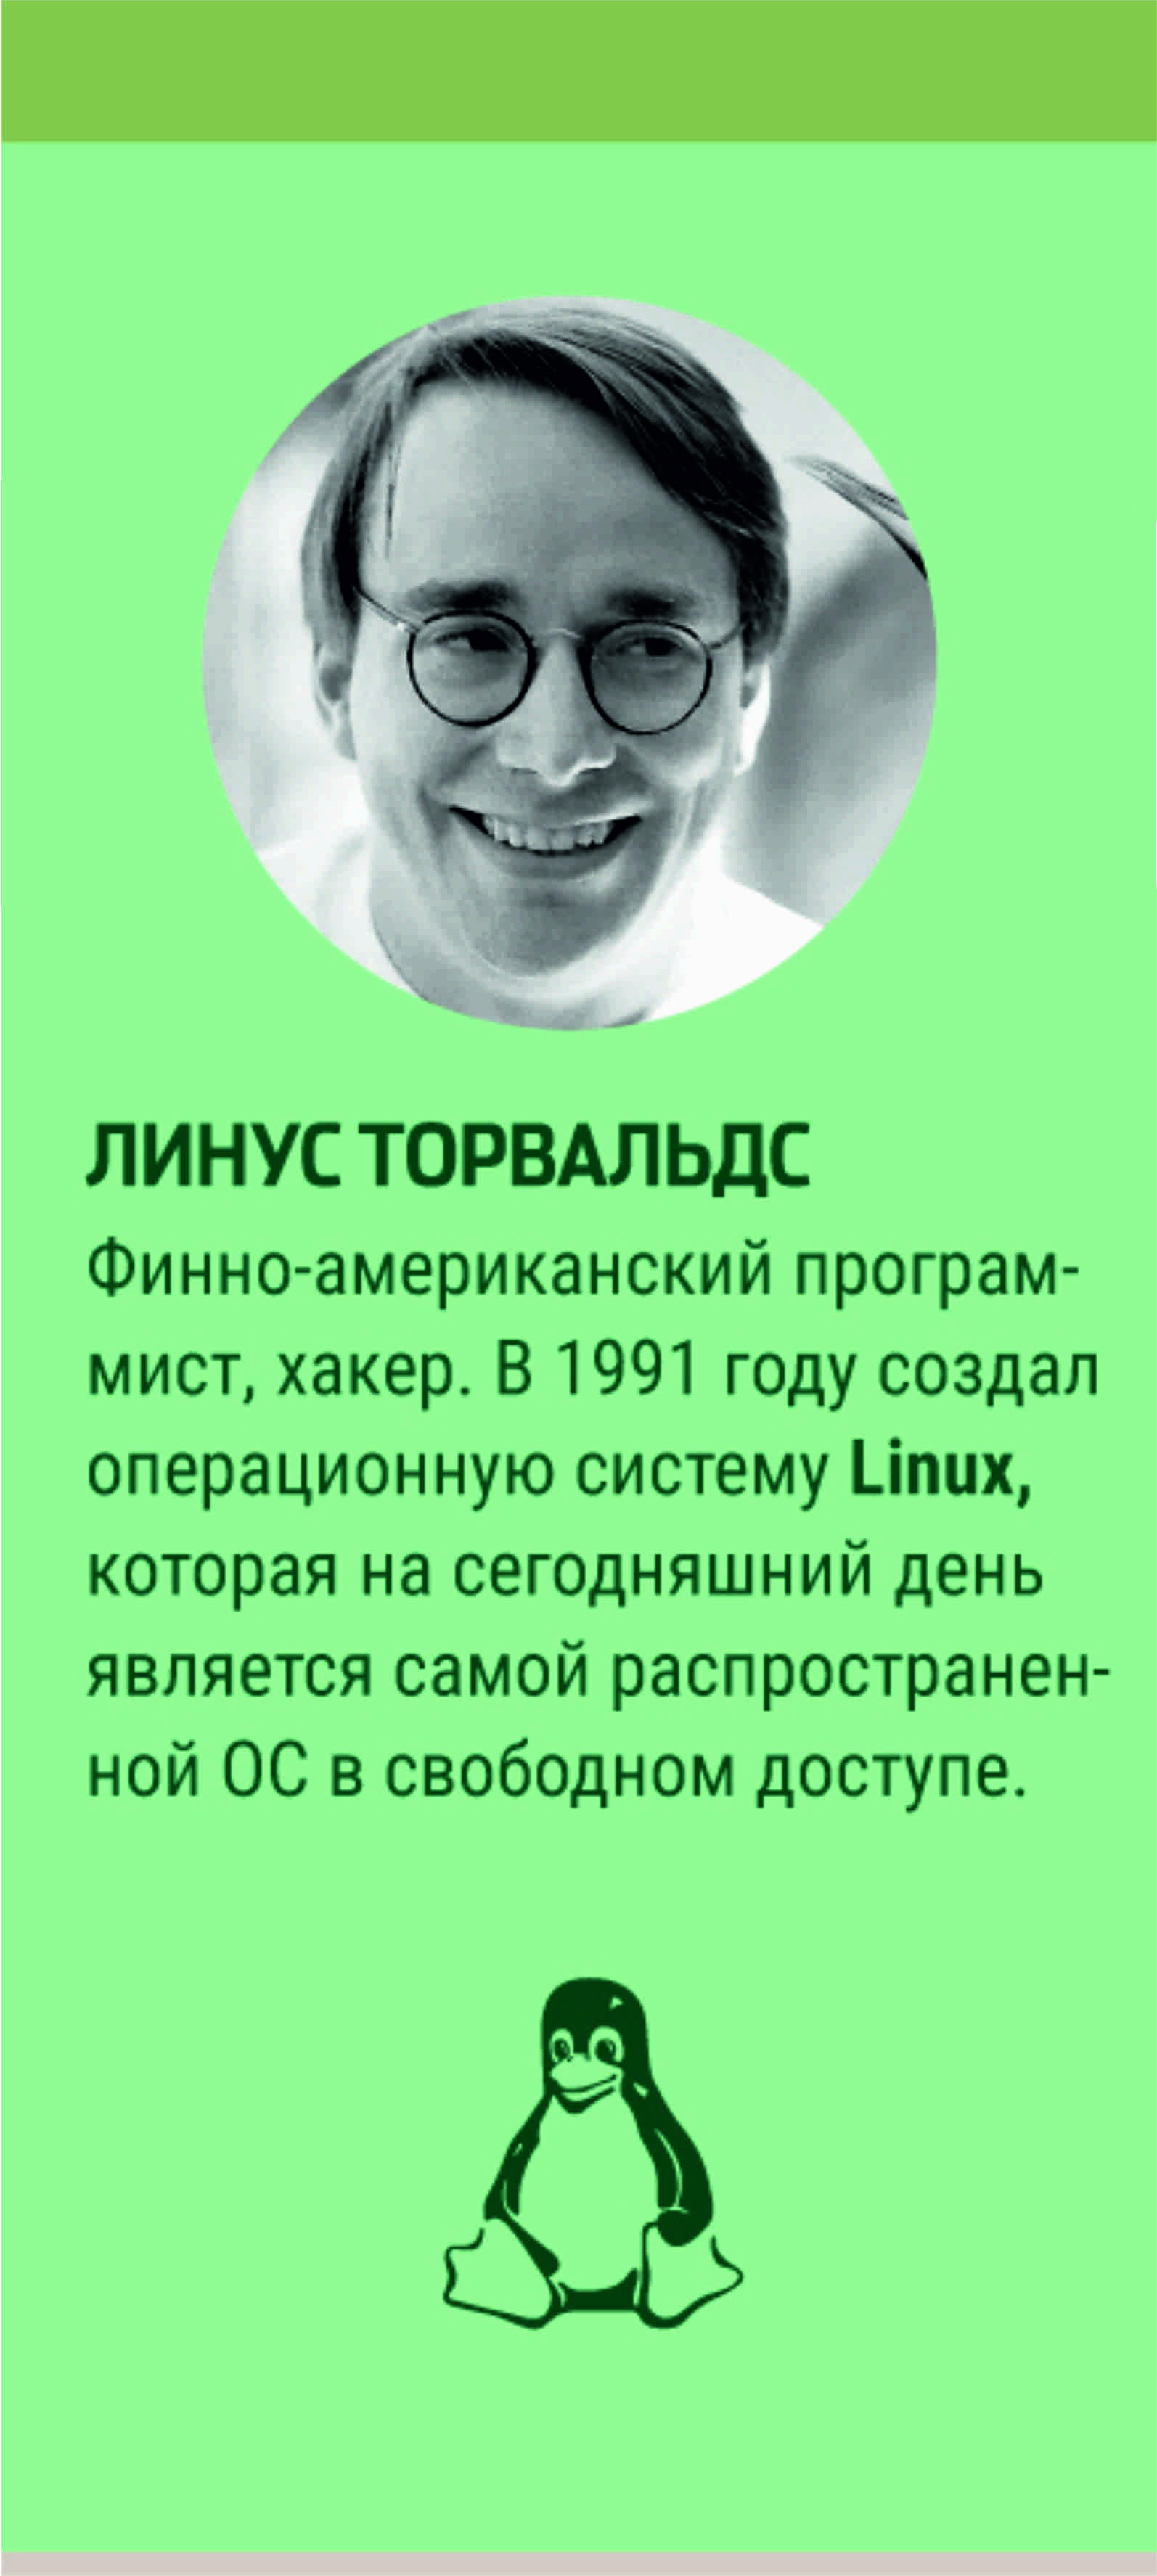 ЛИНУС ТОРВАЛЬДС
Финно-американский програм-
мист, хакер. В 1991 году создал
операционную систему Linux,
которая на сегодняшний день
является самой распространен-
ной ОС в свободном доступе.